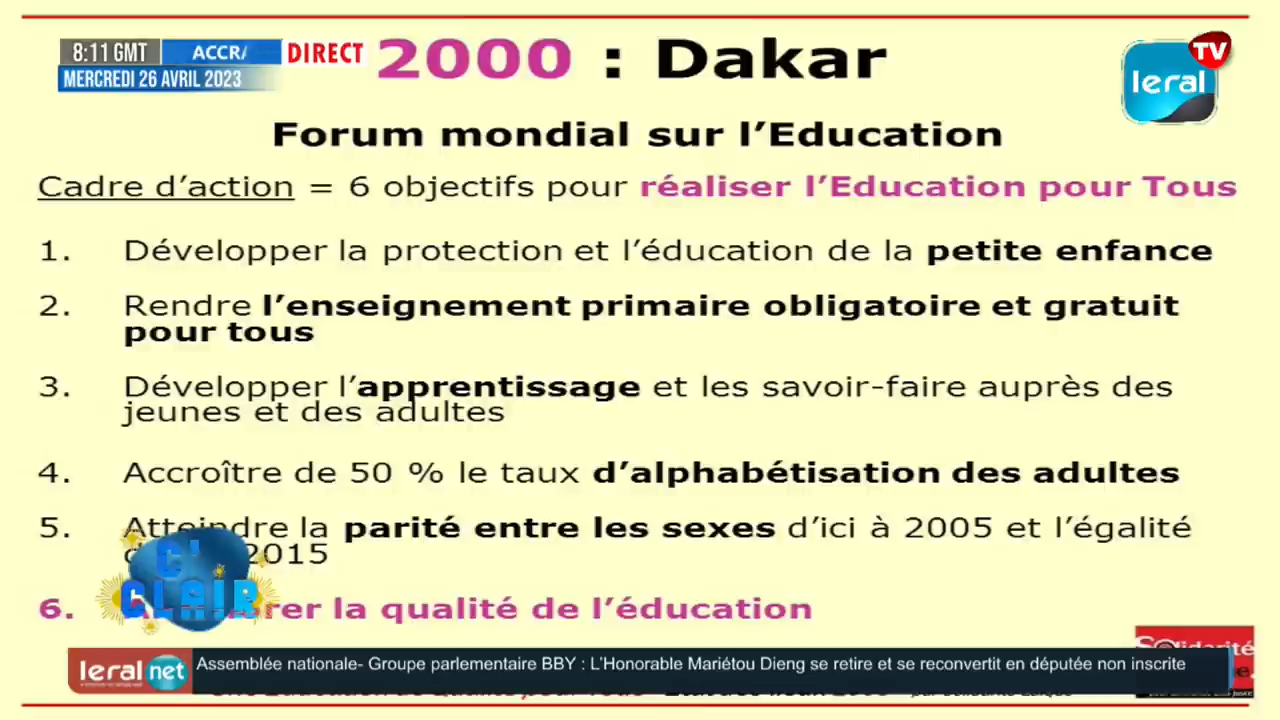 8:11 GMT ACCRA DIRECT
MERCREDI 26 AVRIL 2023
2000 : Dakar
leral TV
Forum mondial sur l'Education
Cadre d'action = 6 objectifs pour réaliser l'Education pour Tous
1. Développer la protection et l'éducation de la petite enfance
2. Rendre l'enseignement primaire obligatoire et gratuit
pour tous
3. Développer l'apprentissage et les savoir-faire auprès des
jeunes et des adultes
4. Accroître de 50 % le taux d'alphabétisation des adultes
5. Atteindre la parité entre les sexes d'ici à 2005 et l'égalité
2015
6. la qualité de l'éducation
C' CLAIR
Solidarité
leral net
Assemblée nationale- Groupe parlementaire BBY : L'Honorable Mariétou Dieng se retire et se reconvertit en députée non inscrite